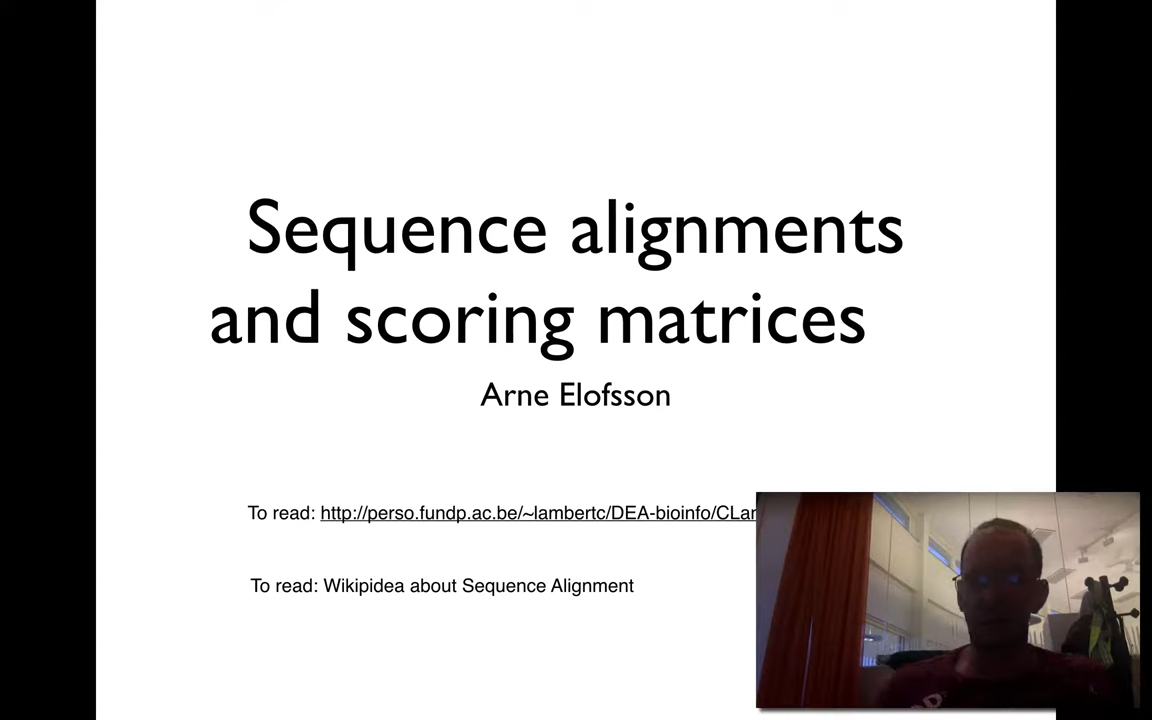 Sequence alignments
and scoring matrices
Arne Elofsson
To read: http://perso.fundp.ac.be/~lambertc/DEA-bioinfo/CLar
To read: Wikipidea about Sequence Alignment